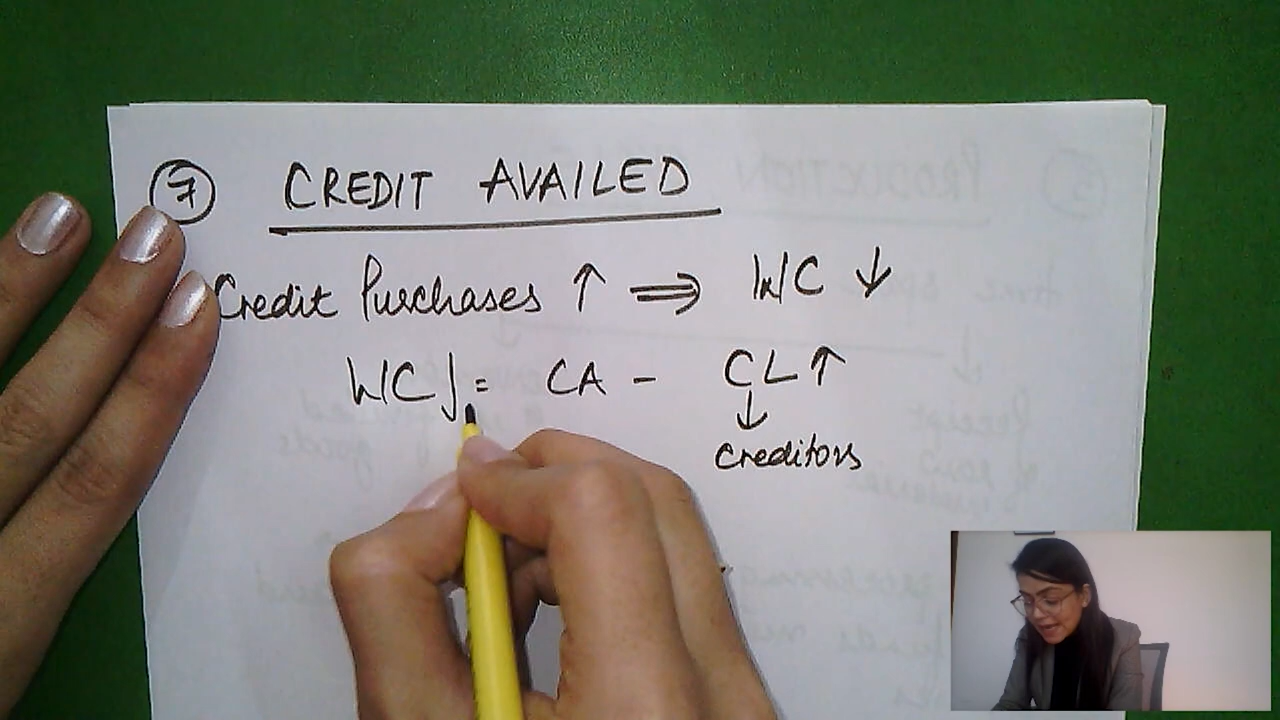 7 CREDIT AVAILED
Credit Purchases ↑ ⇒ WC ↓
WC ↓ = CA - CL ↑
↓
Creditors